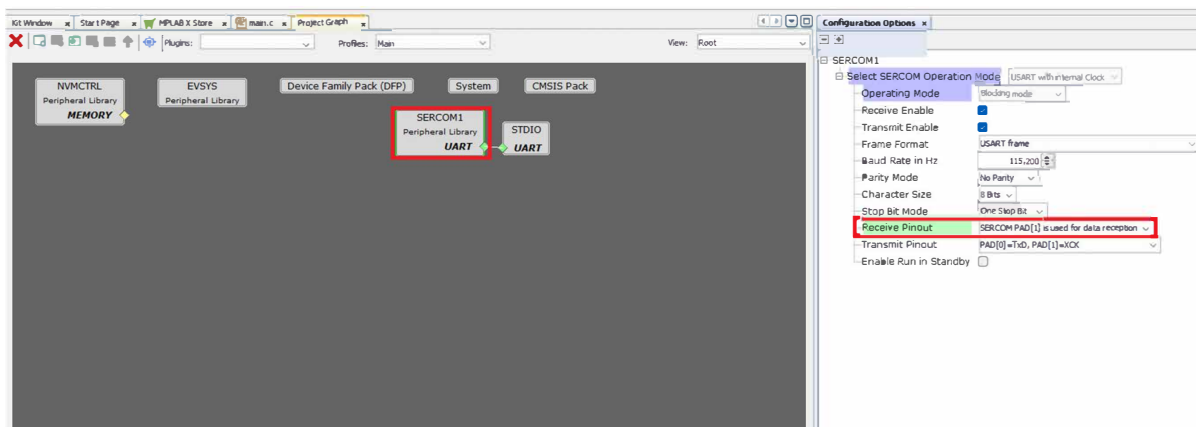 Kit Window
Start Page
MPLAB X Store
main.c
Project Graph
Plugins:
Profiles: Main
View: Root
NVMCTRL
Peripheral Library
MEMORY
EVSYS
Peripheral Library
Device Family Pack (DFP)
System
CMSIS Pack
SERCOM1
Peripheral Library
UART
STDIO
UART
Configuration Options
SERCOM1
Select SERCOM Operation Mode USART with internal Clock
Operating Mode Blocking mode
Receive Enable
Transmit Enable
Frame Format USART frame
Baud Rate in Hz 115,200
Parity Mode No Parity
Character Size 8 Bits
Stop Bit Mode One Stop Bit
Receive Pinout SERCOM PAD[1] is used for data reception
Transmit Pinout PAD[0]=TxD, PAD[1]=XCK
Enable Run in Standby